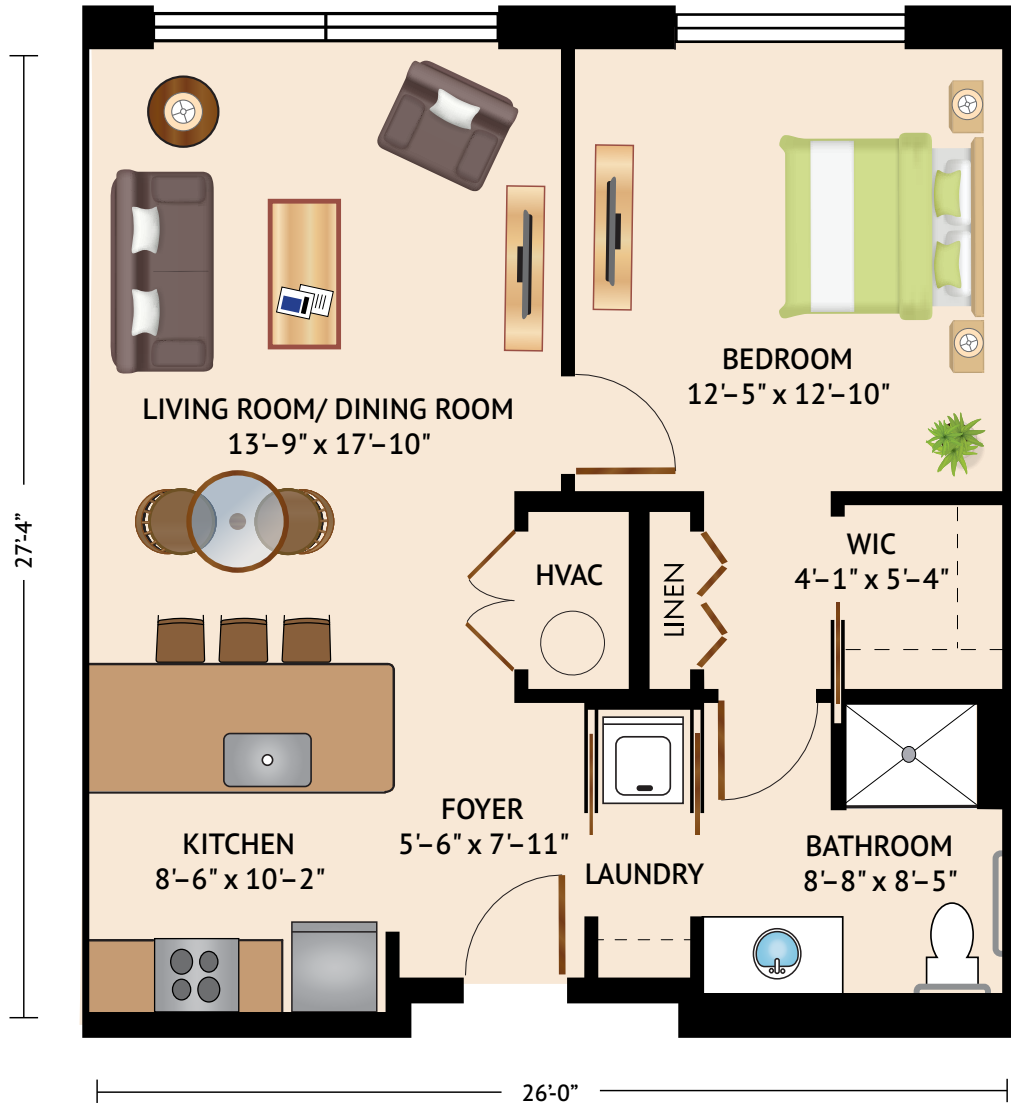 BEDROOM
12'–5" x 12'–10"
LIVING ROOM/ DINING ROOM
13'–9" x 17'–10"
27'-4"
HVAC
LINEN
WIC
4'–1" x 5'–4"
FOYER
5'–6" x 7'–11"
KITCHEN
8'–6" x 10'–2"
LAUNDRY
BATHROOM
8'–8" x 8'–5"
26'-0"